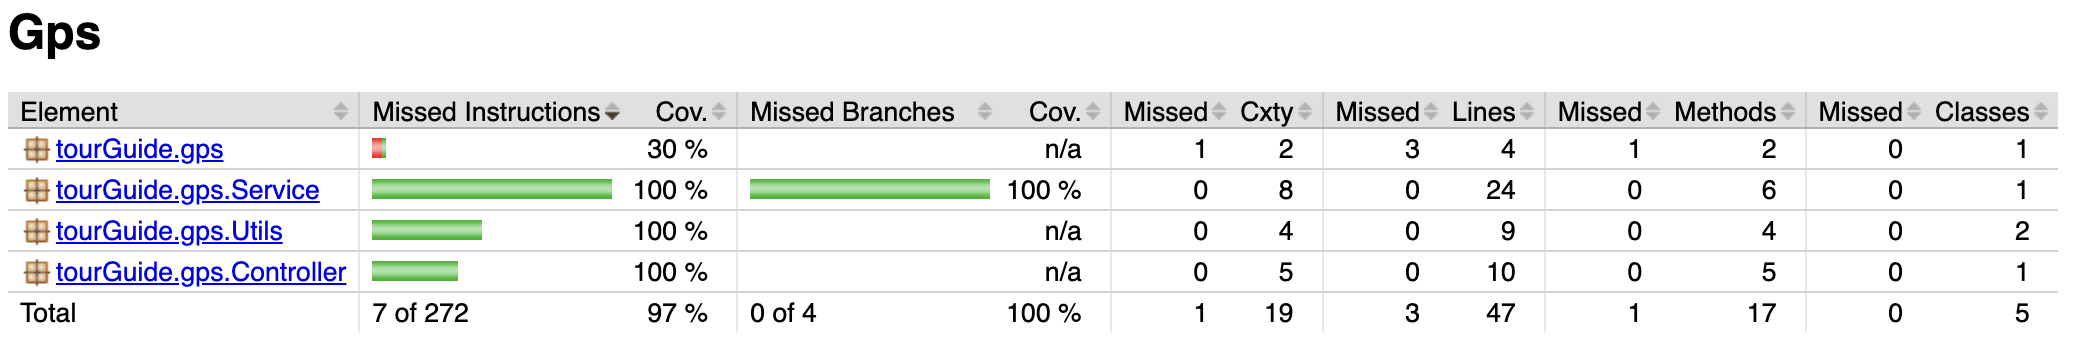 Gps
Element Missed Instructions Cov. Missed Branches Cov. Missed Cxty Missed Lines Missed Methods Missed Classes
tourGuide.gps 30 % n/a 1 2 3 4 1 2 0 1
tourGuide.gps.Service 100 % 100 % 0 8 0 24 0 6 0 1
tourGuide.gps.Utils 100 % n/a 0 4 0 9 0 4 0 2
tourGuide.gps.Controller 100 % n/a 0 5 0 10 0 5 0 1
Total 7 of 272 97 % 0 of 4 100 % 1 19 3 47 1 17 0 5